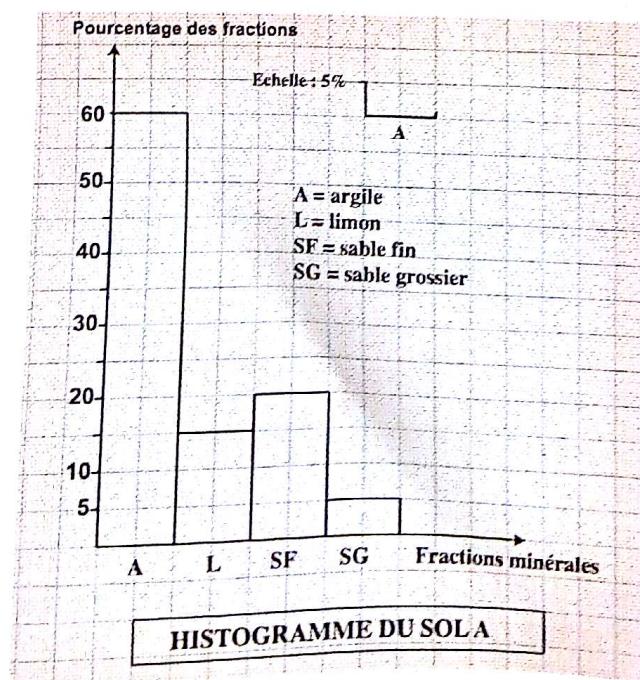 Pourcentage des fractions
Echelle : 5%
A
60
50
40
30
20
10
5
A = argile
L = limon
SF = sable fin
SG = sable grossier
A L SF SG Fractions minérales
HISTOGRAMME DU SOL A